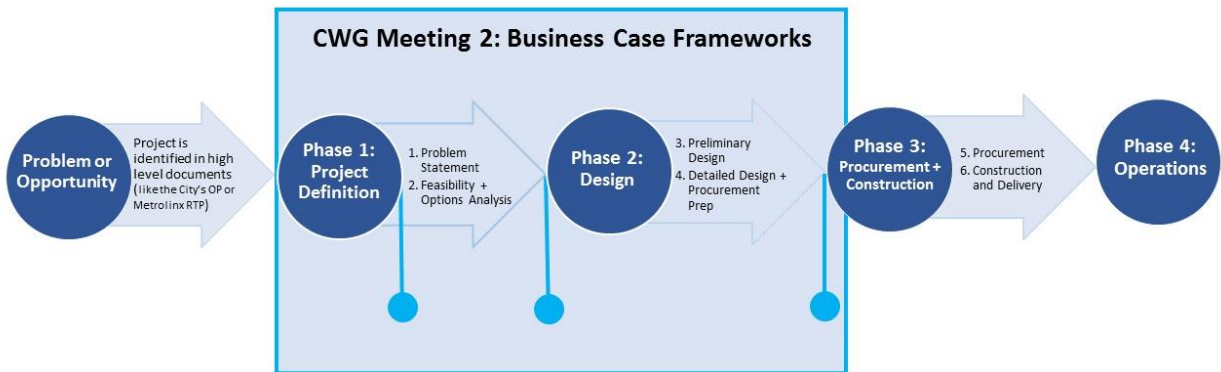 CWG Meeting 2: Business Case Frameworks
Problem or
Opportunity
Project is
identified in high
level documents
(like the City's OP or
Metrolinx RTP)
Phase 1:
Project
Definition
1. Problem
Statement
2. Feasibility +
Options Analysis
Phase 2:
Design
3. Preliminary
Design
4. Detailed Design +
Procurement
Prep
Phase 3:
Procurement +
Construction
5. Procurement
6. Construction
and Delivery
Phase 4:
Operations